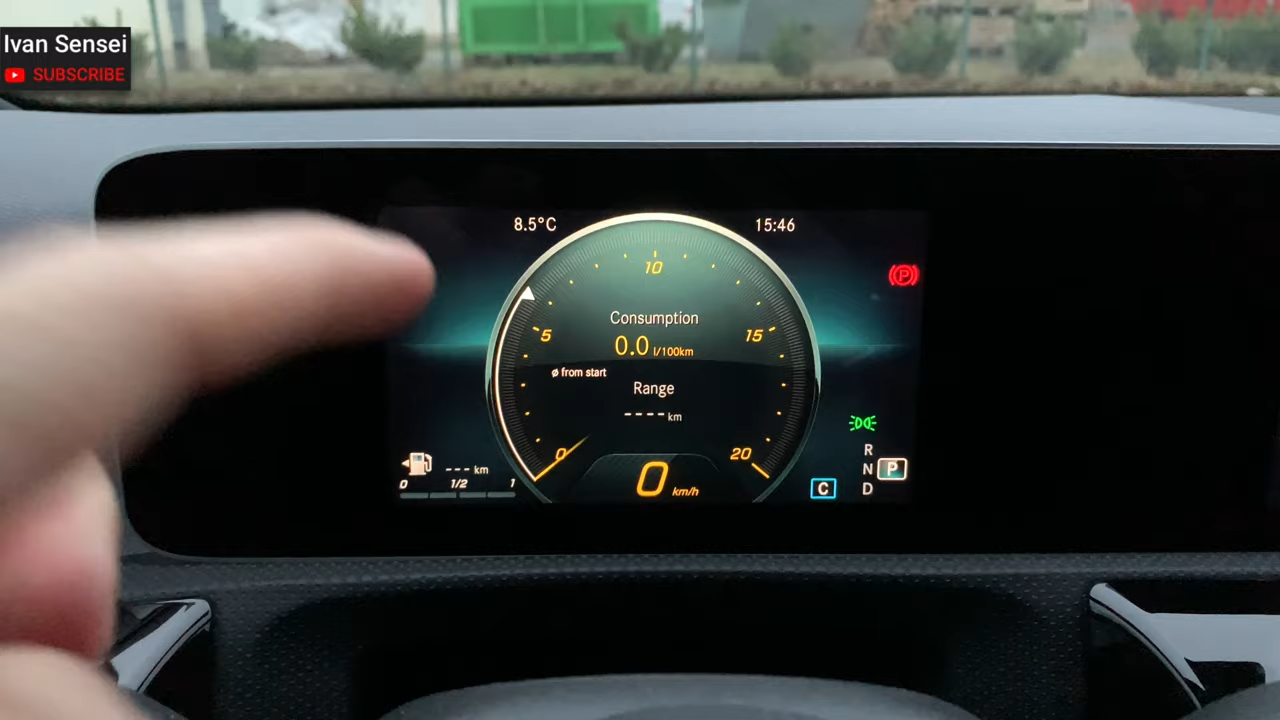 Ivan Sensei
SUBSCRIBE
8.5°C
15:46
10
5
15
Consumption
0.0 l/100km
ø from start
Range
---- km
0
20
--- km
0 1/2 1
0 km/h
C
P
R
N
P
D